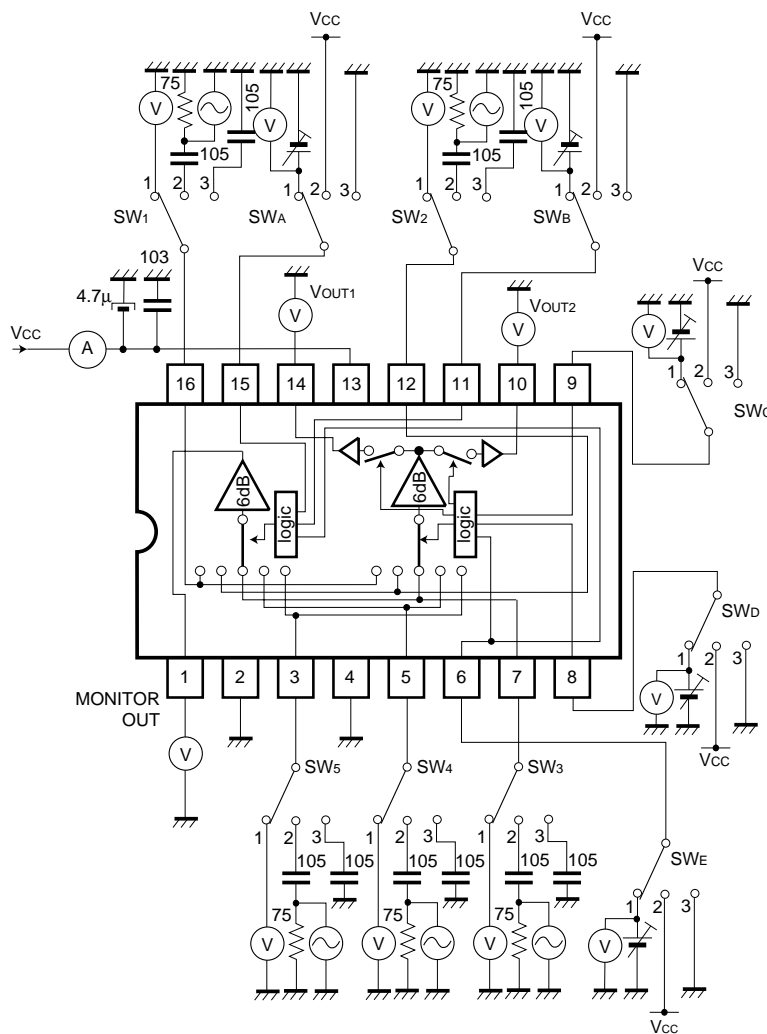 VCC
VCC
75
105
75
105
V
V
V
V
105
105
1
2
3
1
2
3
1
2
3
1
2
3
SW1
SWA
SW2
SWB
VCC
103
4.7μ
VOUT1
VOUT2
V
V
V
VCC
A
1
2
3
SWC
16
15
14
13
12
11
10
9
6dB
logic
6dB
logic
SWD
1
2
3
1
2
3
4
5
6
7
8
MONITOR
OUT
V
V
VCC
SW5
SW4
SW3
1
2
3
1
2
3
1
2
3
SWE
105
105
105
105
105
105
1
2
3
75
75
75
V
V
V
V
VCC